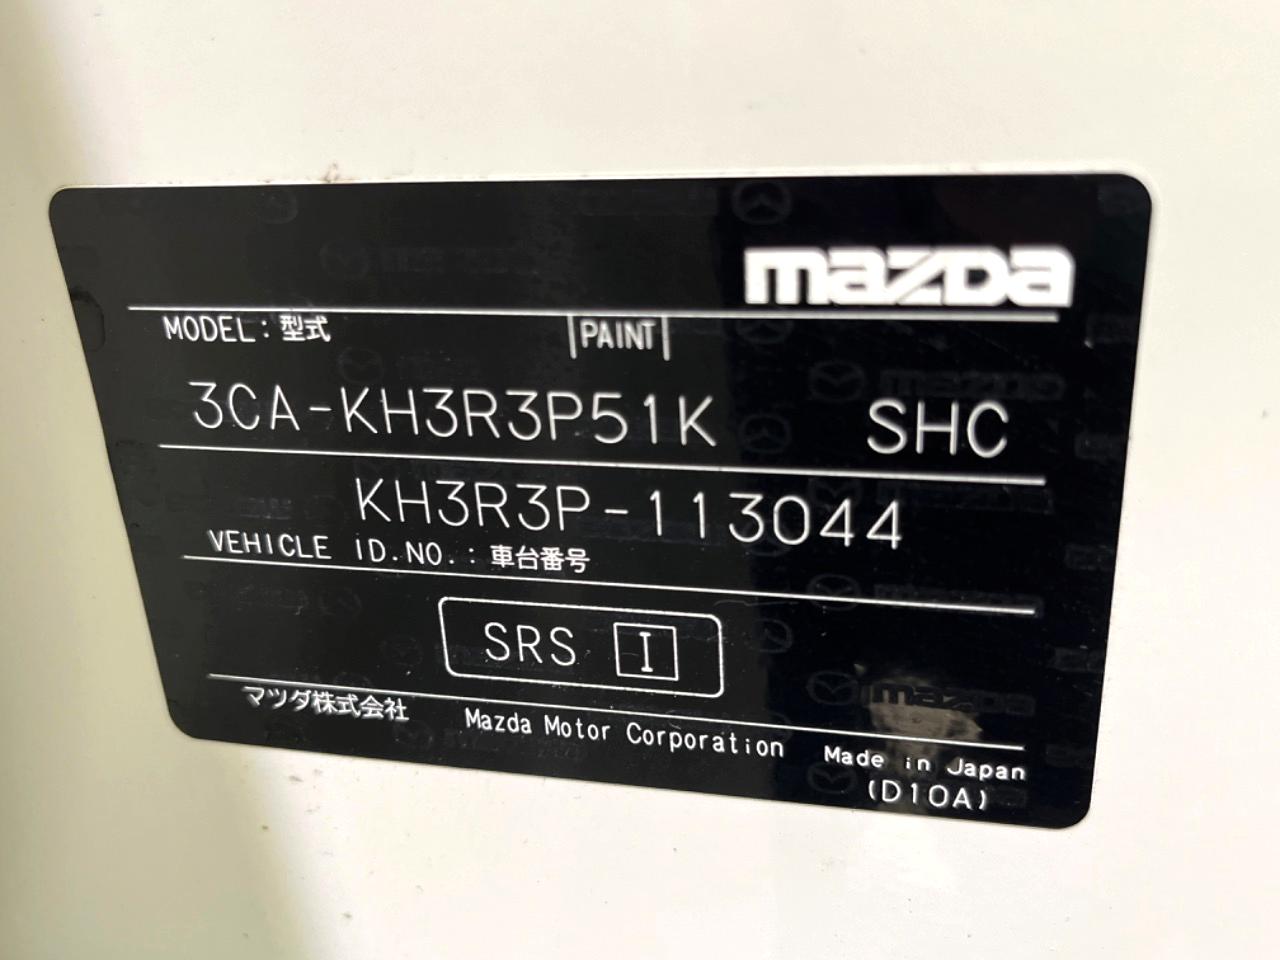 mazda
MODEL: 型式 PAINT
3CA-KH3R3P51K SHC
KH3R3P-113044
VEHICLE ID.NO.: 車台番号
SRS I
マツダ株式会社 Mazda Motor Corporation Made in Japan
(D10A)